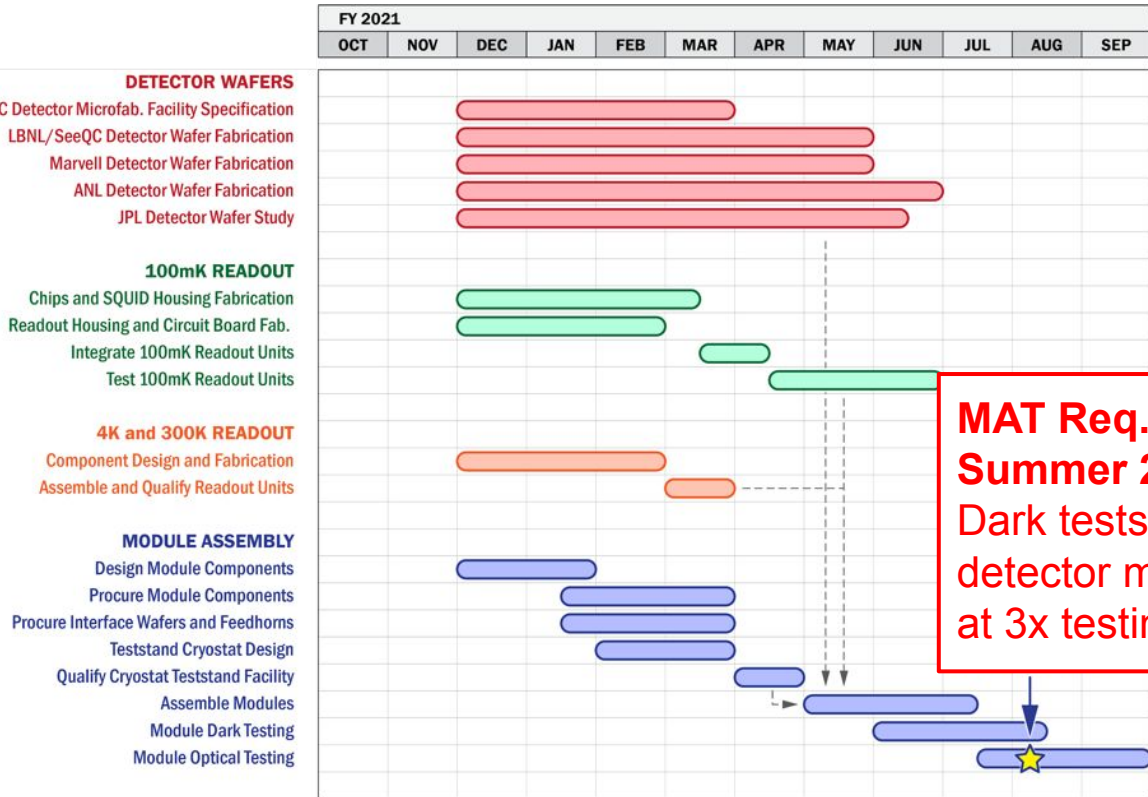 FY 2021
OCT NOV DEC JAN FEB MAR APR MAY JUN JUL AUG SEP
DETECTOR WAFERS
C Detector Microfab. Facility Specification
LBNL/SeeQC Detector Wafer Fabrication
Marvell Detector Wafer Fabrication
ANL Detector Wafer Fabrication
JPL Detector Wafer Study
100mK READOUT
Chips and SQUID Housing Fabrication
Readout Housing and Circuit Board Fab.
Integrate 100mK Readout Units
Test 100mK Readout Units
4K and 300K READOUT
Component Design and Fabrication
Assemble and Qualify Readout Units
MODULE ASSEMBLY
Design Module Components
Procure Module Components
Procure Interface Wafers and Feedhorns
Teststand Cryostat Design
Qualify Cryostat Teststand Facility
Assemble Modules
Module Dark Testing
Module Optical Testing
MAT Req.
Summer 2
Dark tests
detector m
at 3x testin